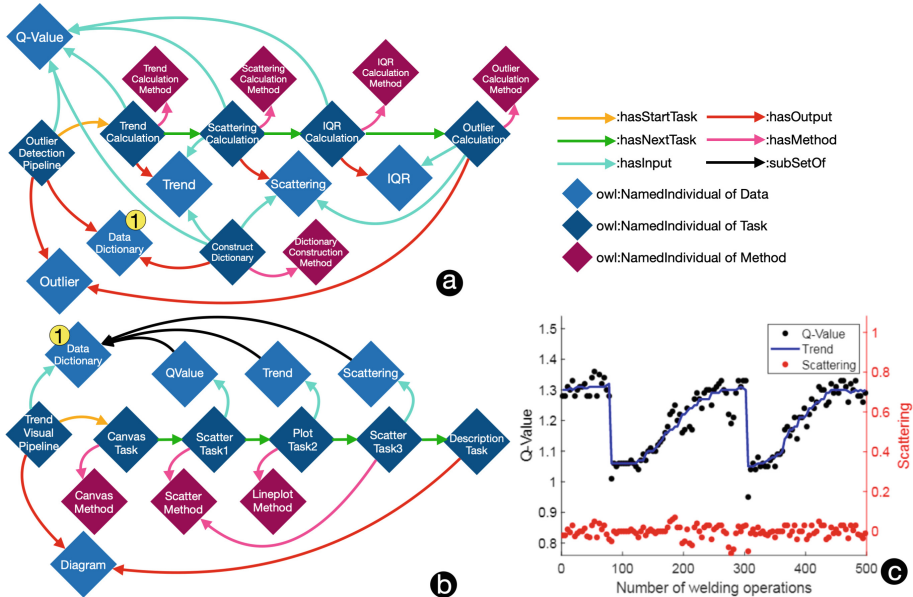 Q-Value
Trend
Calculation
Method
Scattering
Calculation
Method
IQR
Calculation
Method
Outlier
Calculation
Method
Outlier
Detection
Pipeline
Trend
Calculation
Scattering
Calculation
IQR
Calculation
Outlier
Calculation
Trend
Scattering
IQR
1
Data
Dictionary
Construct
Dictionary
Dictionary
Construction
Method
Outlier
a
:hasStartTask
:hasOutput
:hasNextTask
:hasMethod
:hasInput
:subSetOf
owl:NamedIndividual of Data
owl:NamedIndividual of Task
owl:NamedIndividual of Method
1
Data
Dictionary
QValue
Trend
Scattering
Trend
Visual
Pipeline
Canvas
Task
Scatter
Task1
Plot
Task2
Scatter
Task3
Description
Task
Canvas
Method
Scatter
Method
Lineplot
Method
Diagram
b
1.5
1.4
1.3
1.2
1.1
1
0.9
0.8
Q-Value
Q-Value
Trend
Scattering
1
0.8
0.6
0.4
0.2
0
Scattering
0 100 200 300 400 500
Number of welding operations
c